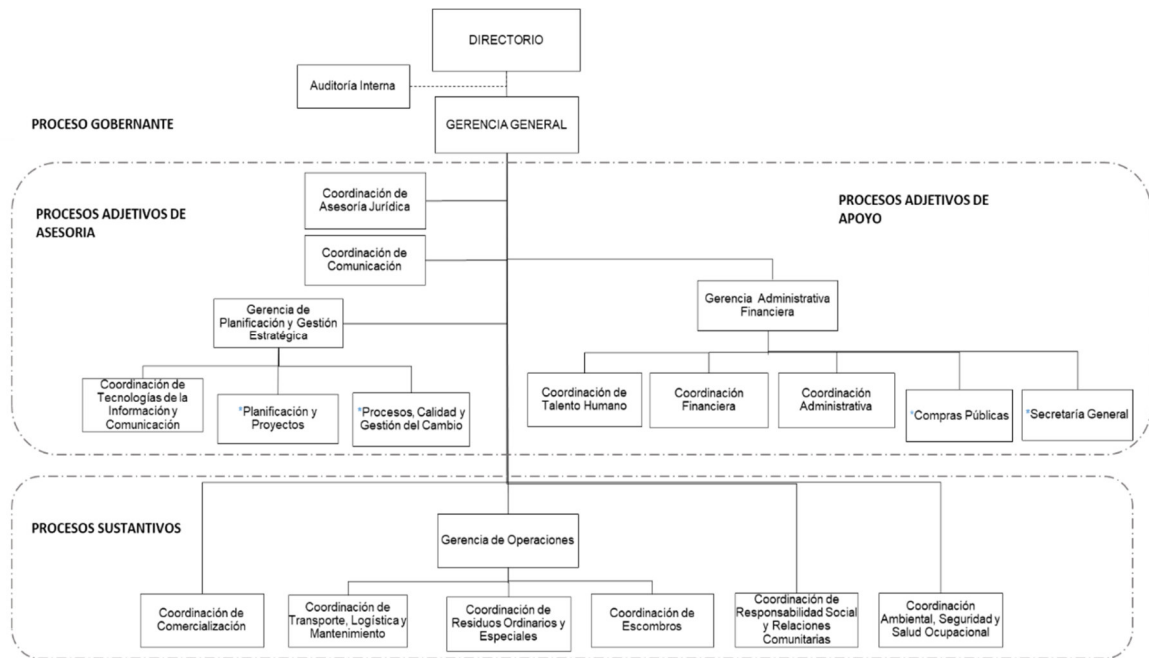 DIRECTORIO
Auditoría Interna
PROCESO GOBERNANTE
GERENCIA GENERAL
Coordinación de
Asesoría Jurídica
PROCESOS ADJETIVOS DE
ASESORIA
PROCESOS ADJETIVOS DE
APOYO
Coordinación de
Comunicación
Gerencia Administrativa
Financiera
Gerencia de
Planificación y Gestión
Estratégica
Coordinación de
Tecnologías de la
Información y
Comunicación
*Planificación y
Proyectos
*Procesos, Calidad y
Gestión del Cambio
Coordinación de
Talento Humano
Coordinación
Financiera
Coordinación
Administrativa
*Compras Públicas
*Secretaría General
PROCESOS SUSTANTIVOS
Gerencia de Operaciones
Coordinación de
Comercialización
Coordinación de
Transporte, Logística y
Mantenimiento
Coordinación de
Residuos Ordinarios y
Especiales
Coordinación de
Escombros
Coordinación de
Responsabilidad Social
y Relaciones
Comunitarias
Coordinación
Ambiental, Seguridad y
Salud Ocupacional